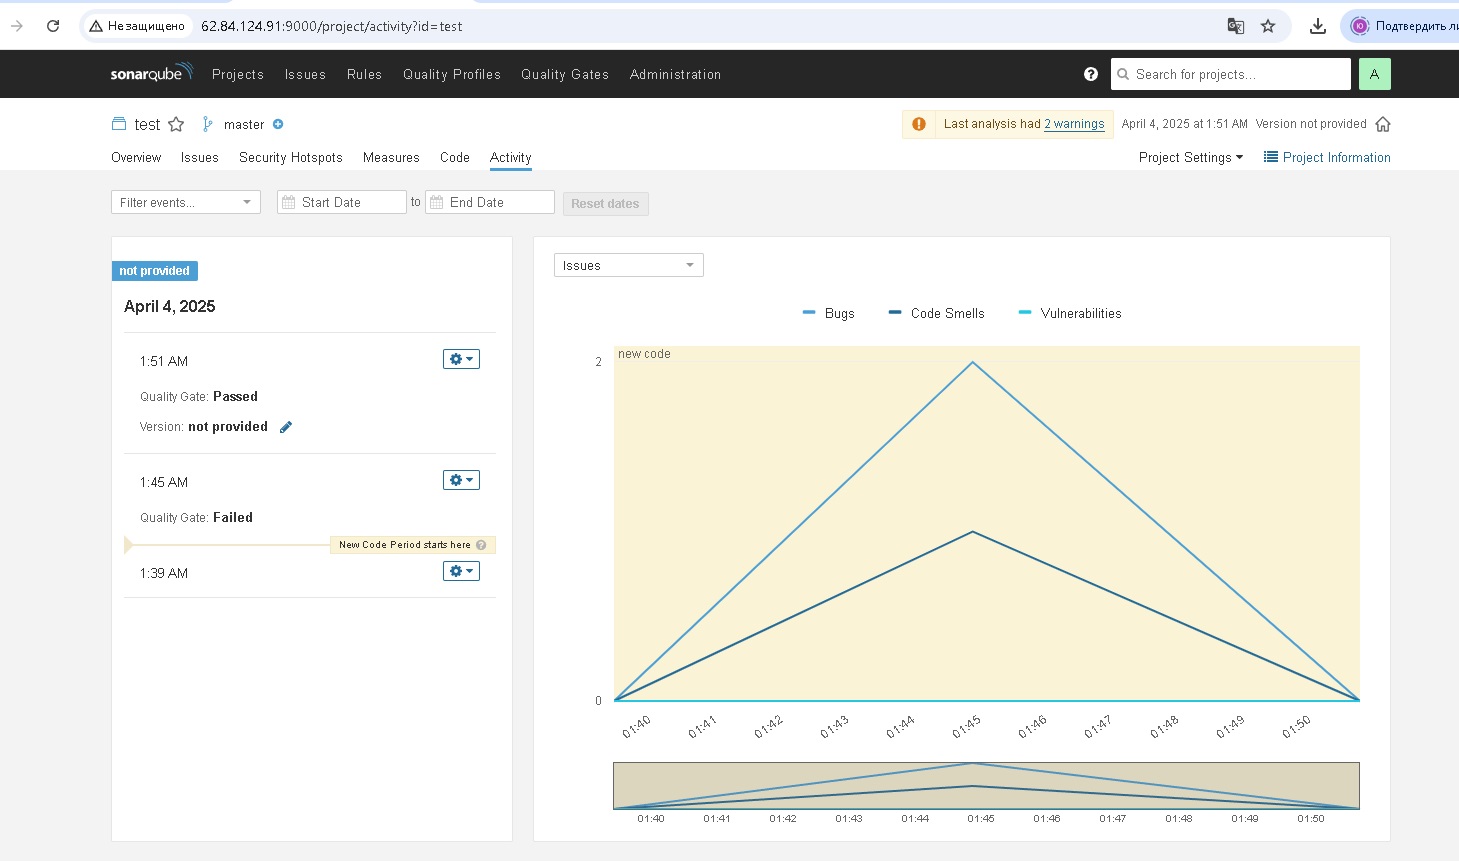 Не защищено 62.84.124.91:9000/project/activity?id=test Подтвердить ли
sonarqube Projects Issues Rules Quality Profiles Quality Gates Administration ? Search for projects... A
test master Last analysis had 2 warnings April 4, 2025 at 1:51 AM Version not provided
Overview Issues Security Hotspots Measures Code Activity Project Settings Project Information
Filter events... Start Date to End Date Reset dates
not provided
April 4, 2025
1:51 AM
Quality Gate: Passed
Version: not provided
1:45 AM
Quality Gate: Failed
New Code Period starts here ?
1:39 AM
Issues
Bugs Code Smells Vulnerabilities
new code
2
0
01:40 01:41 01:42 01:43 01:44 01:45 01:46 01:47 01:48 01:49 01:50
01:40 01:41 01:42 01:43 01:44 01:45 01:46 01:47 01:48 01:49 01:50